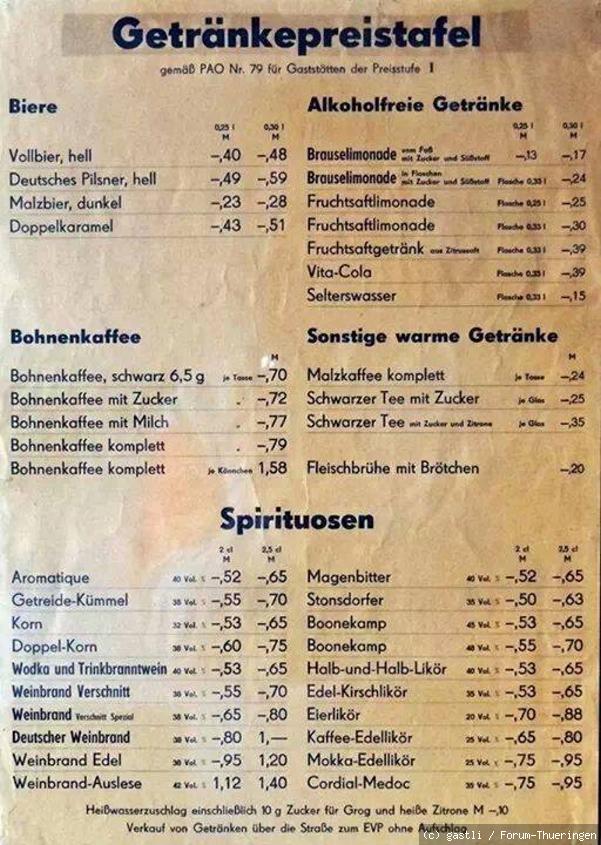 Getränkepreistafel
gemäß PAO Nr. 79 für Gaststätten der Preisstufe I
Biere
0,25 l 0,30 l
M M
Vollbier, hell –,40 –,48
Deutsches Pilsner, hell –,49 –,59
Malzbier, dunkel –,23 –,28
Doppelkaramel –,43 –,51
Alkoholfreie Getränke
0,25 l 0,30 l
M M
Brauselimonade vom Faß mit Zucker und Süßstoff –,13 –,17
Brauselimonade in Flaschen mit Zucker und Süßstoff Flasche 0,33 l –,24
Fruchtsaftlimonade Flasche 0,25 l –,25
Fruchtsaftlimonade Flasche 0,33 l –,30
Fruchtsaftgetränk aus Zitrussaft Flasche 0,33 l –,39
Vita-Cola Flasche 0,33 l –,39
Selterswasser Flasche 0,33 l –,15
Bohnenkaffee
M
Bohnenkaffee, schwarz 6,5 g je Tasse –,70
Bohnenkaffee mit Zucker „ –,72
Bohnenkaffee mit Milch „ –,77
Bohnenkaffee komplett „ –,79
Bohnenkaffee komplett je Kännchen 1,58
Sonstige warme Getränke
M
Malzkaffee komplett je Tasse –,24
Schwarzer Tee mit Zucker je Glas –,25
Schwarzer Tee mit Zucker und Zitrone je Glas –,35
Fleischbrühe mit Brötchen –,20
Spirituosen
2 cl 2,5 cl
M M
Aromatique 40 Vol. % –,52 –,65
Getreide-Kümmel 35 Vol. % –,55 –,70
Korn 32 Vol. % –,53 –,65
Doppel-Korn 38 Vol. % –,60 –,75
Wodka und Trinkbranntwein 40 Vol. % –,53 –,65
Weinbrand Verschnitt 38 Vol. % –,55 –,70
Weinbrand Verschnitt Spezial 38 Vol. % –,65 –,80
Deutscher Weinbrand 38 Vol. % –,80 1,—
Weinbrand Edel 38 Vol. % –,95 1,20
Weinbrand-Auslese 42 Vol. % 1,12 1,40
2 cl 2,5 cl
M M
Magenbitter 40 Vol. % –,52 –,65
Stonsdorfer 35 Vol. % –,50 –,63
Boonekamp 45 Vol. % –,53 –,65
Boonekamp 48 Vol. % –,55 –,70
Halb-und-Halb-Likör 40 Vol. % –,53 –,65
Edel-Kirschlikör 35 Vol. % –,53 –,65
Eierlikör 20 Vol. % –,70 –,88
Kaffee-Edellikör 25 Vol. % –,65 –,80
Mokka-Edellikör 25 Vol. % –,75 –,95
Cordial-Medoc 35 Vol. % –,75 –,95
Heißwasserzuschlag einschließlich 10 g Zucker für Grog und heiße Zitrone M –,10
Verkauf von Getränken über die Straße zum EVP ohne Aufschlag
(c) gastli / Forum-Thueringen